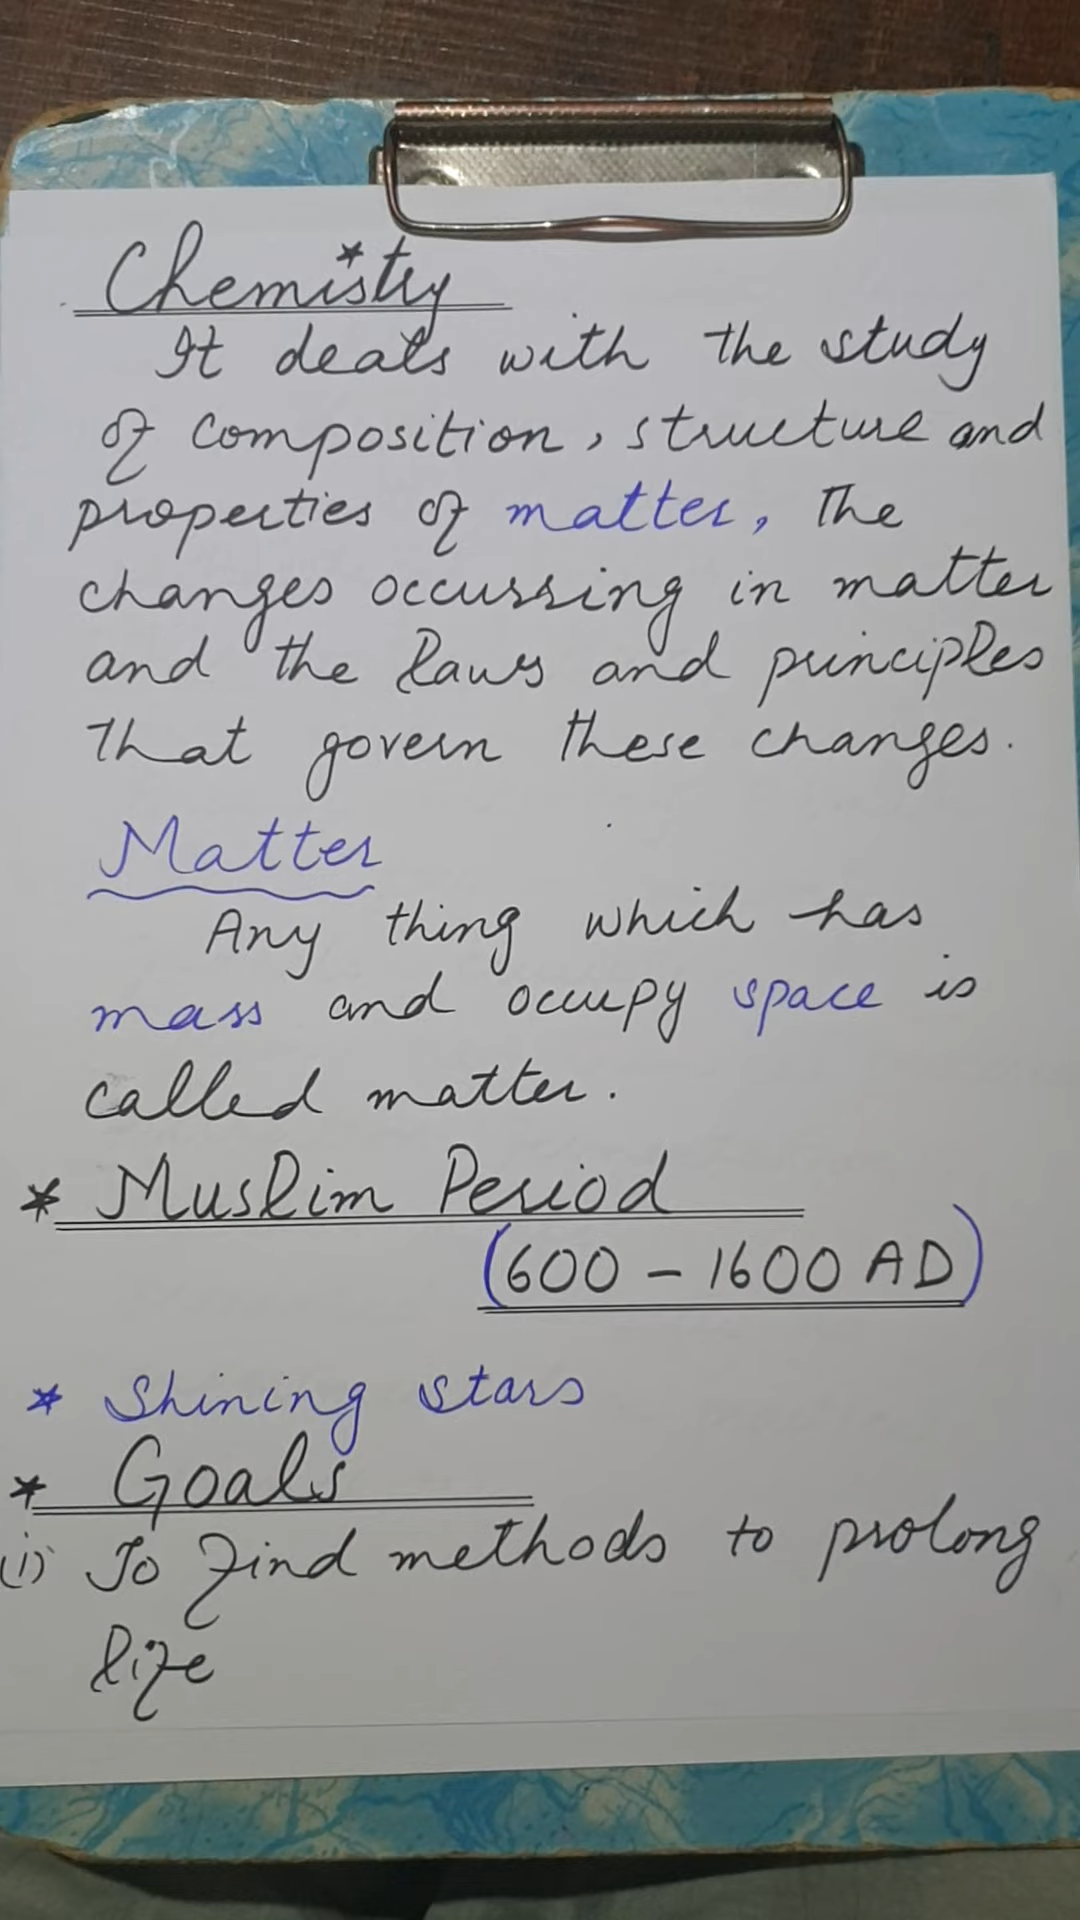 Chemistry
It deals with the study
of composition, structure and
properties of matter, The
changes occurring in matter
and the laws and principles
that govern these changes.
Matter
Any thing which has
mass and occupy space is
called matter.
* Muslim Period
(600 - 1600 AD)
* Shining stars
* Goals
(i) To find methods to prolong
life